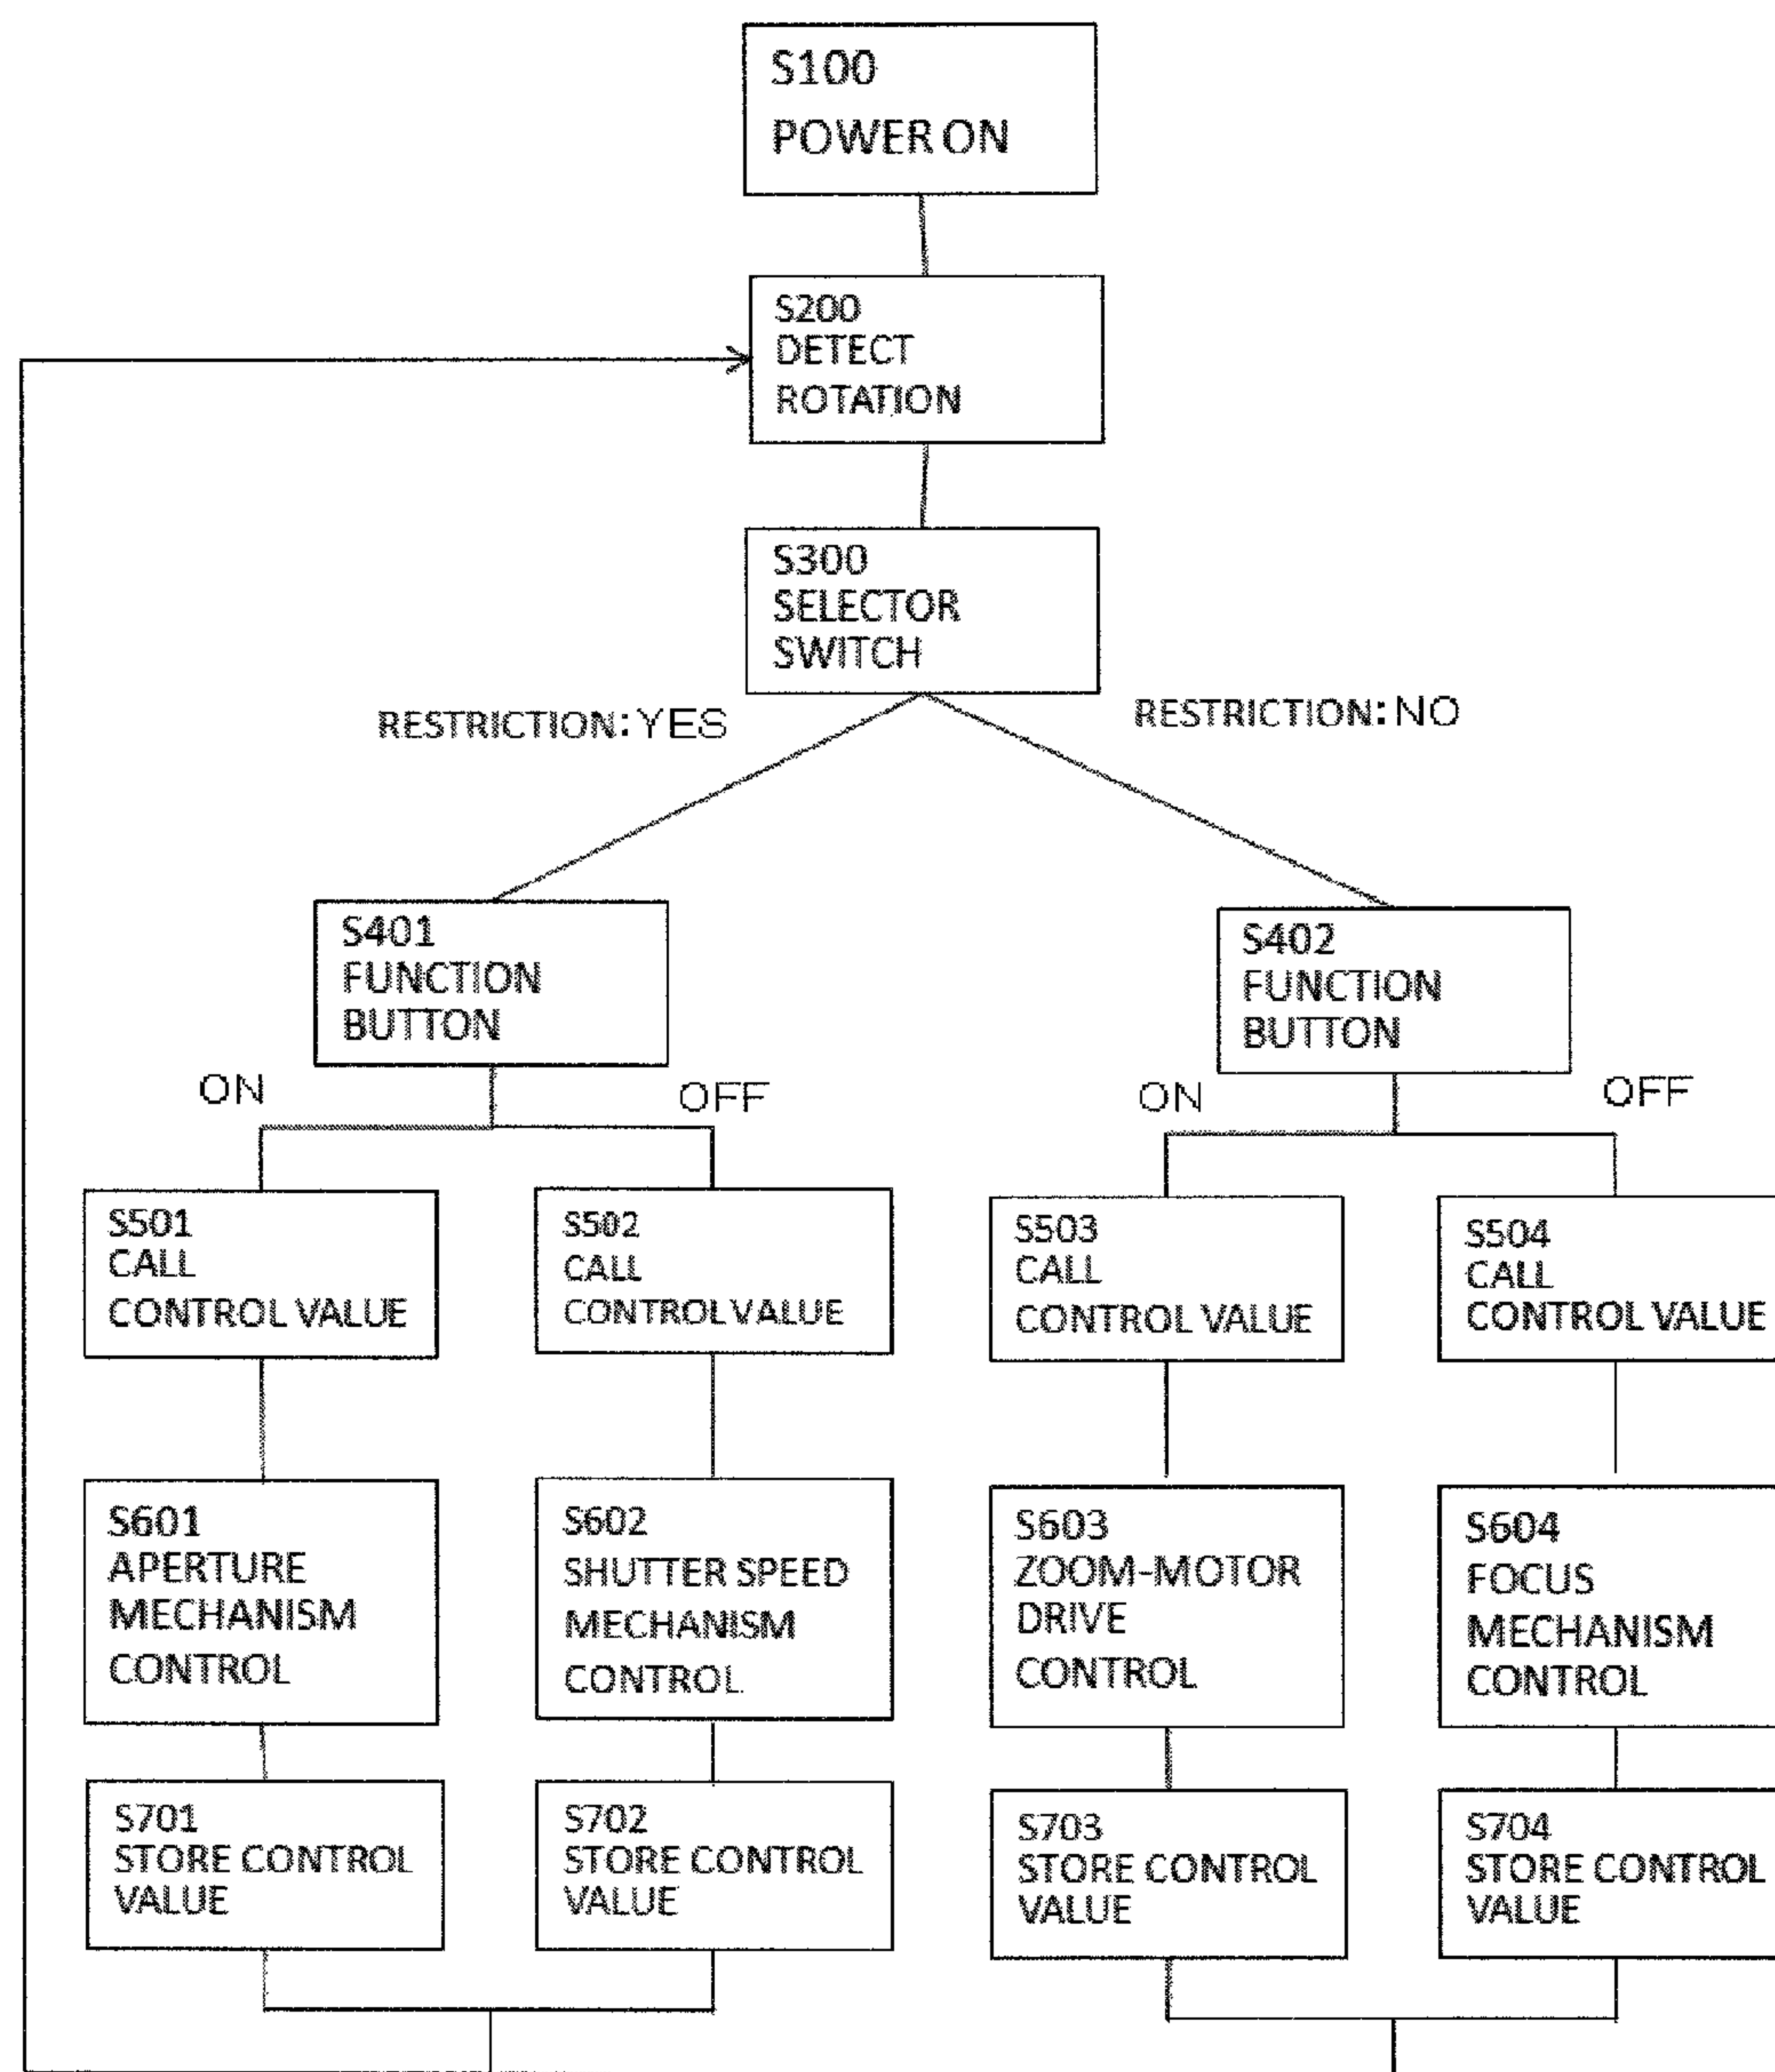 S100
POWER ON
S200
DETECT
ROTATION
S300
SELECTOR
SWITCH
RESTRICTION: YES
RESTRICTION: NO
S401
FUNCTION
BUTTON
S402
FUNCTION
BUTTON
ON
OFF
ON
OFF
S501
CALL
CONTROL VALUE
S502
CALL
CONTROL VALUE
S503
CALL
CONTROL VALUE
S504
CALL
CONTROL VALUE
S601
APERTURE
MECHANISM
CONTROL
S602
SHUTTER SPEED
MECHANISM
CONTROL
S603
ZOOM-MOTOR
DRIVE
CONTROL
S604
FOCUS
MECHANISM
CONTROL
S701
STORE CONTROL
VALUE
S702
STORE CONTROL
VALUE
S703
STORE CONTROL
VALUE
S704
STORE CONTROL
VALUE